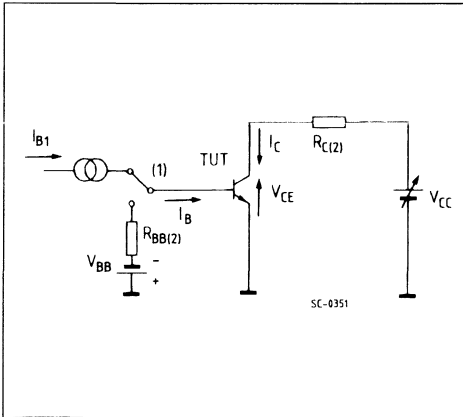 I_B1
(1)
TUT
I_C
R_C(2)
V_CE
V_CC
I_B
R_BB(2)
V_BB
-
+
SC-0351